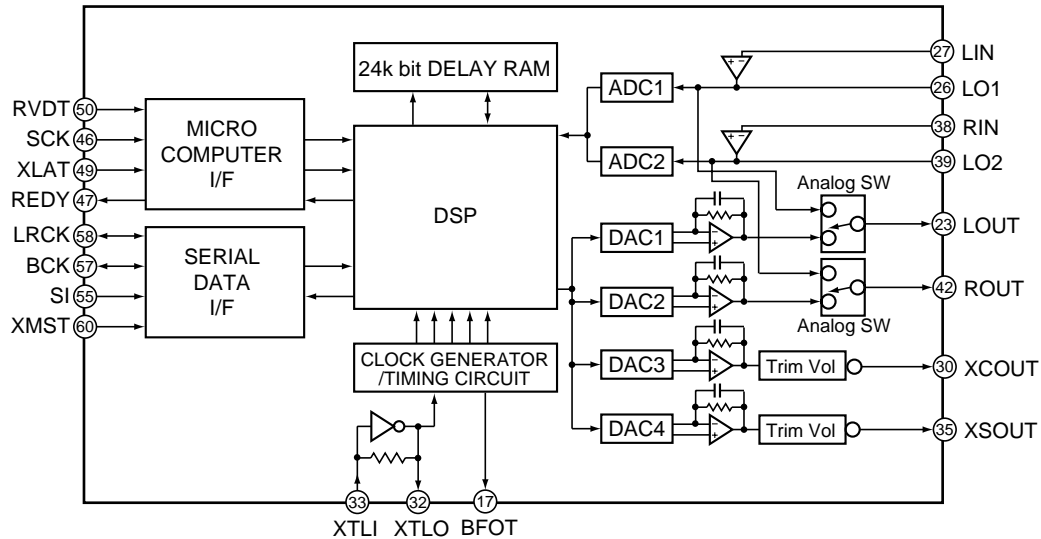 24k bit DELAY RAM
ADC1
27 LIN
26 LO1
RVDT 50
SCK 46
XLAT 49
REDY 47
MICRO
COMPUTER
I/F
DSP
ADC2
38 RIN
39 LO2
Analog SW
LRCK 58
BCK 57
SI 55
XMST 60
SERIAL
DATA
I/F
DAC1
23 LOUT
DAC2
42 ROUT
Analog SW
CLOCK GENERATOR
/TIMING CIRCUIT
DAC3
Trim Vol
30 XCOUT
DAC4
Trim Vol
35 XSOUT
33 32 17
XTLI XTLO BFOT